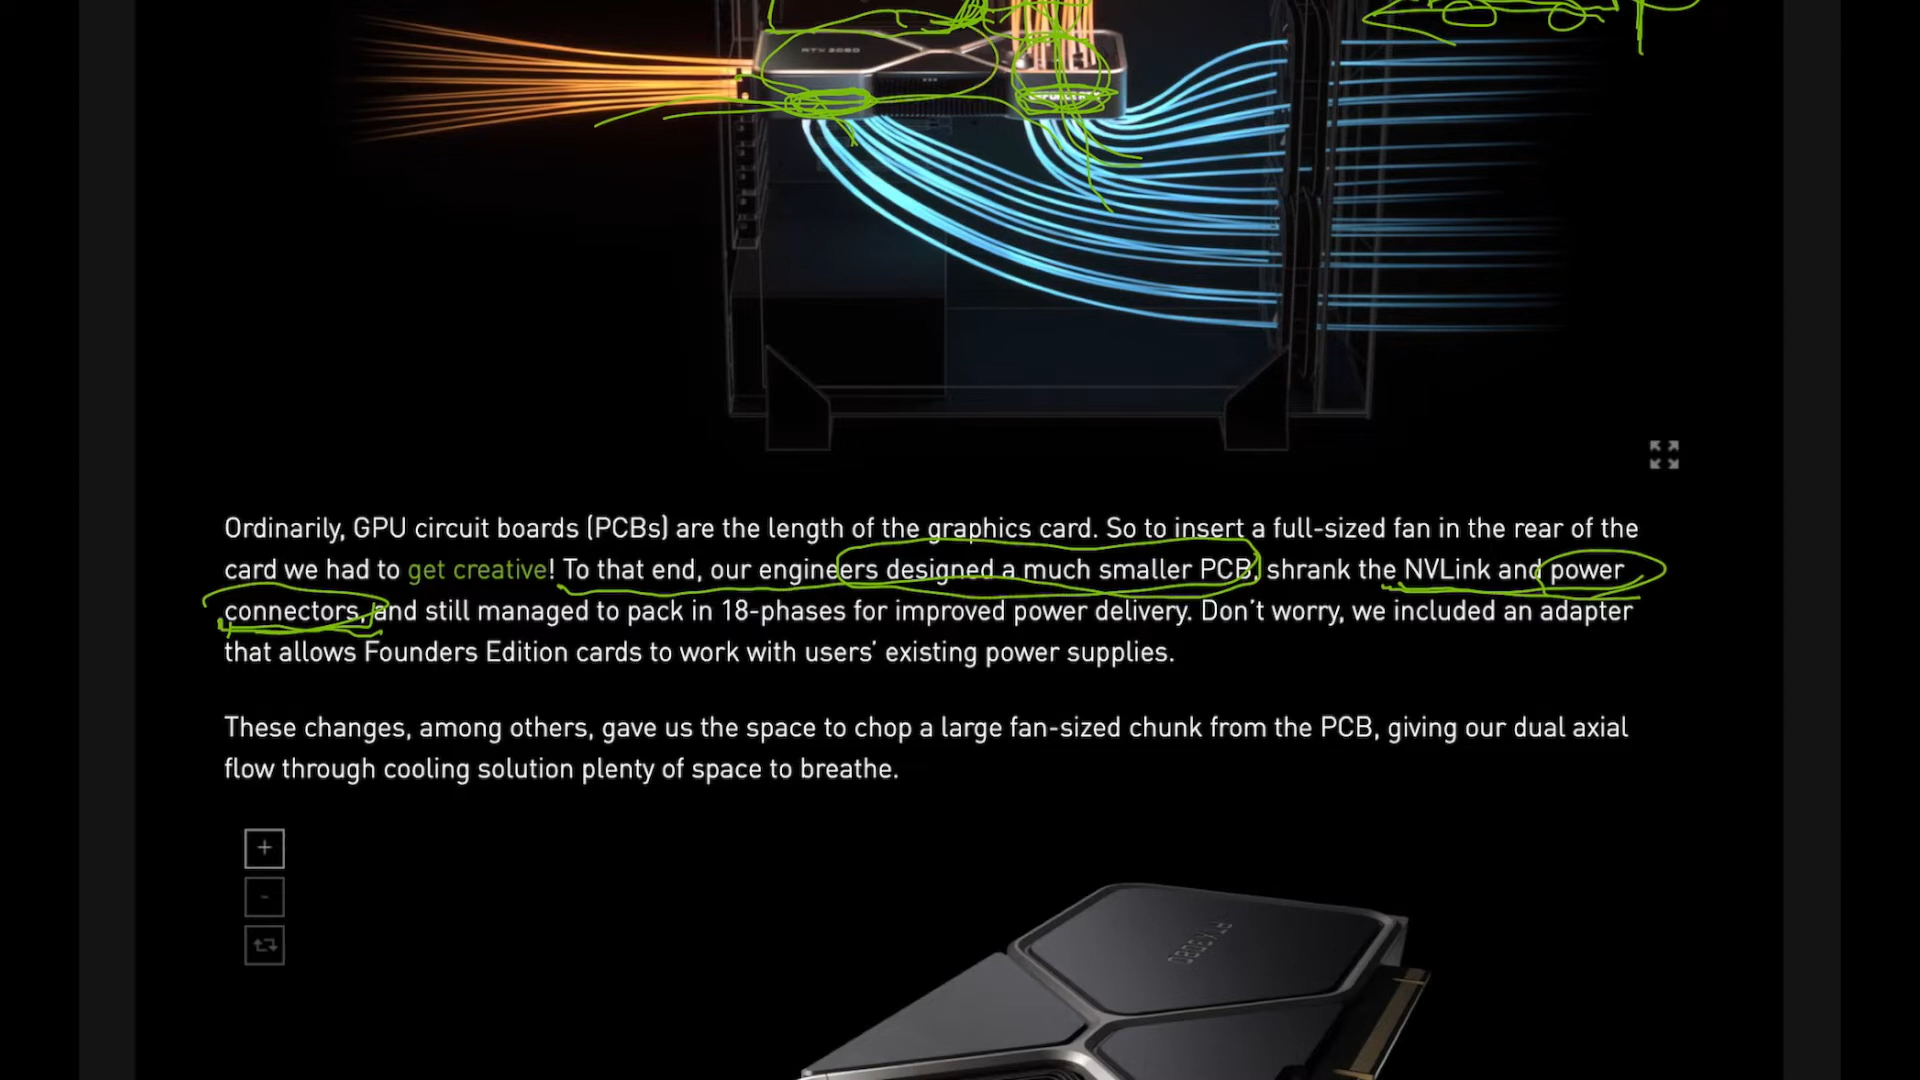 RTX 3080
Ordinarily, GPU circuit boards (PCBs) are the length of the graphics card. So to insert a full-sized fan in the rear of the
card we had to get creative! To that end, our engineers designed a much smaller PCB, shrank the NVLink and power
connectors, and still managed to pack in 18-phases for improved power delivery. Don't worry, we included an adapter
that allows Founders Edition cards to work with users' existing power supplies.
These changes, among others, gave us the space to chop a large fan-sized chunk from the PCB, giving our dual axial
flow through cooling solution plenty of space to breathe.
+
-
RTX 3080